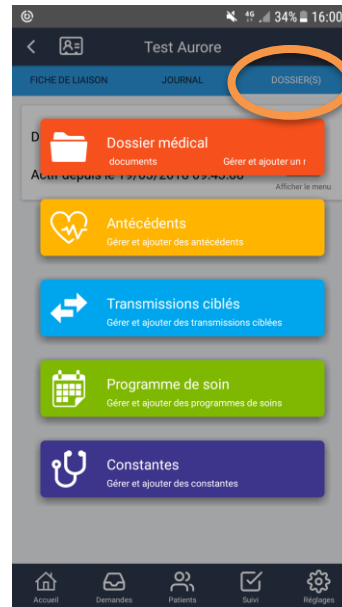 4G 34% 16:00
Test Aurore
FICHE DE LIAISON JOURNAL DOSSIER(S)
D
Dossier médical
documents Gérer et ajouter un r
Actif depuis le 19/03/2018 09:43:00
Afficher le menu
Antécédents
Gérer et ajouter des antécédents
Transmissions ciblés
Gérer et ajouter des transmissions ciblées
Programme de soin
Gérer et ajouter des programmes de soins
Constantes
Gérer et ajouter des constantes
Accueil Demandes Patients Suivi Réglages